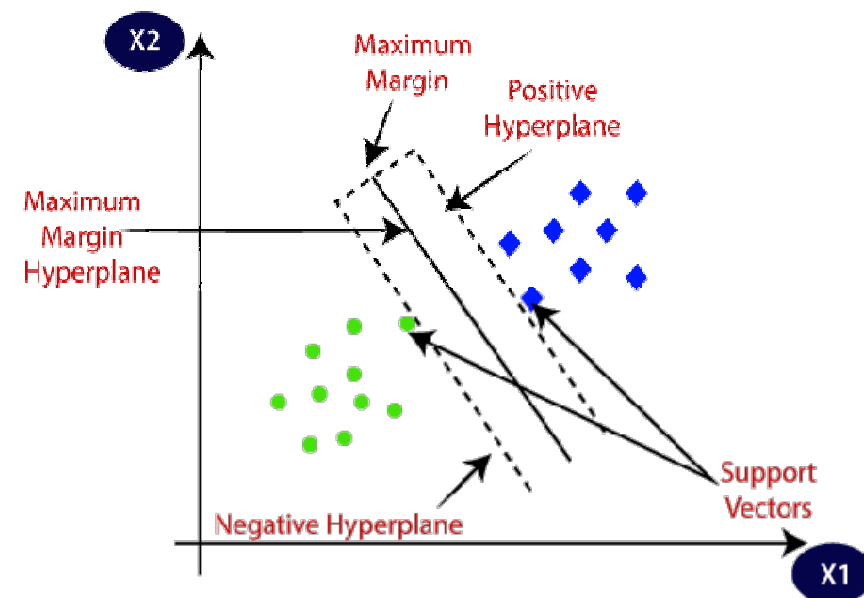 X2
Maximum
Margin
Positive
Hyperplane
Maximum
Margin
Hyperplane
Support
Vectors
Negative Hyperplane
X1